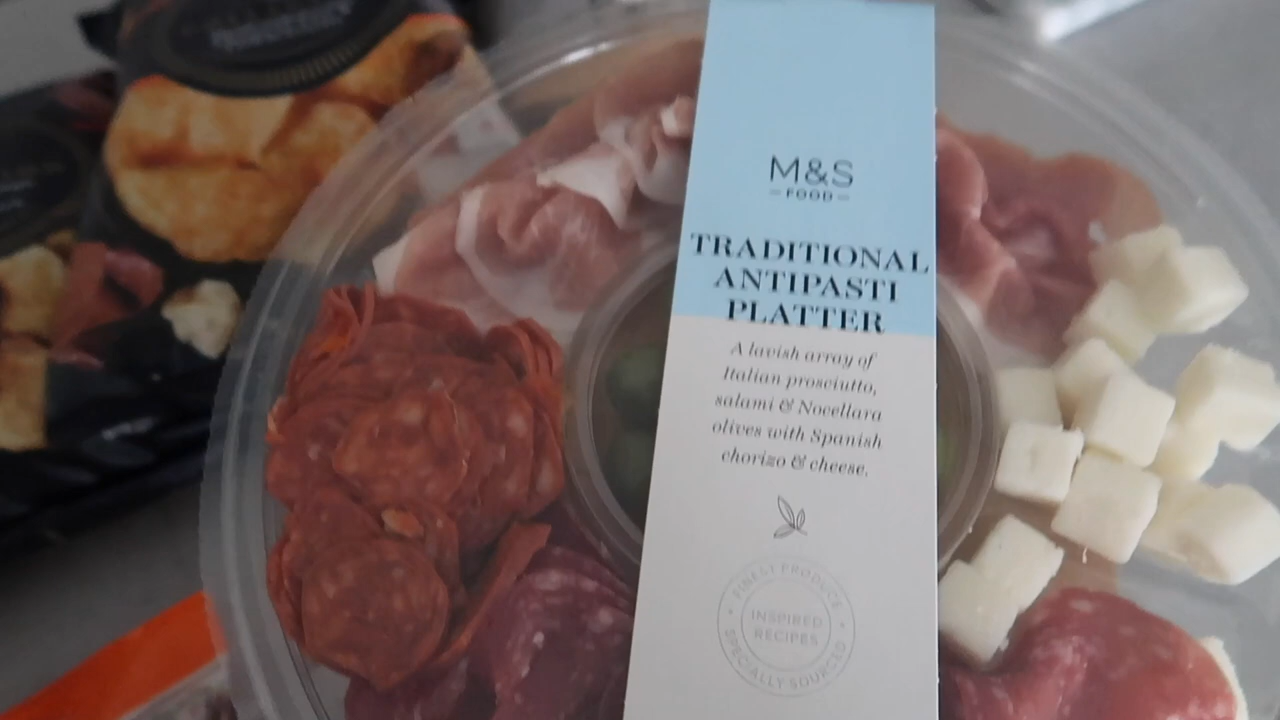 M&S
FOOD
TRADITIONAL
ANTIPASTI
PLATTER
A lavish array of
Italian prosciutto,
salami & Nocellara
olives with Spanish
chorizo & cheese.
FINEST PRODUCE
INSPIRED
RECIPES
SPECIALLY SOURCED